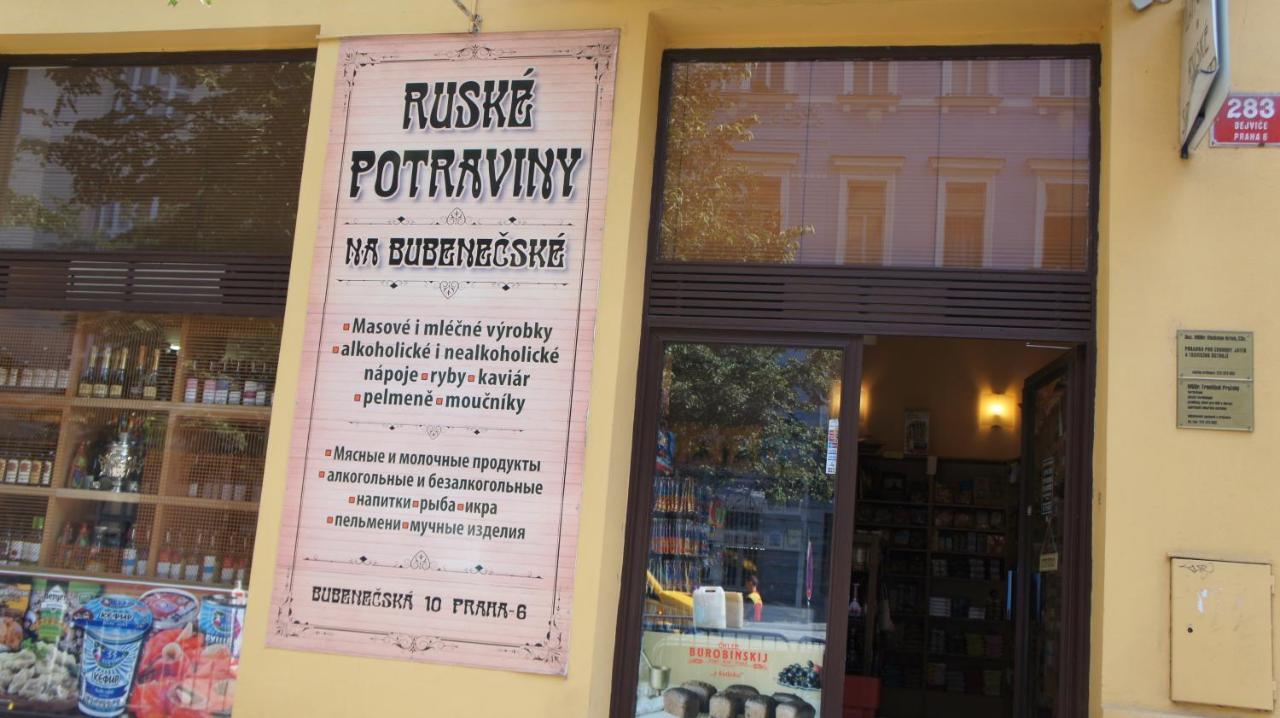 RUSKÉ
POTRAVINY
NA BUBENEČSKÉ
▪Masové i mléčné výrobky
▪alkoholické i nealkoholické
nápoje▪ryby▪kaviár
▪pelmeně▪moučníky
▪Мясные и молочные продукты
▪алкогольные и безалкогольные
▪напитки▪рыба▪икра
▪пельмени▪мучные изделия
BUBENEČSKÁ 10 PRAHA-6
283
DEJVICE
PRAHA 6
КЕФИР
BUROBINSKIJ